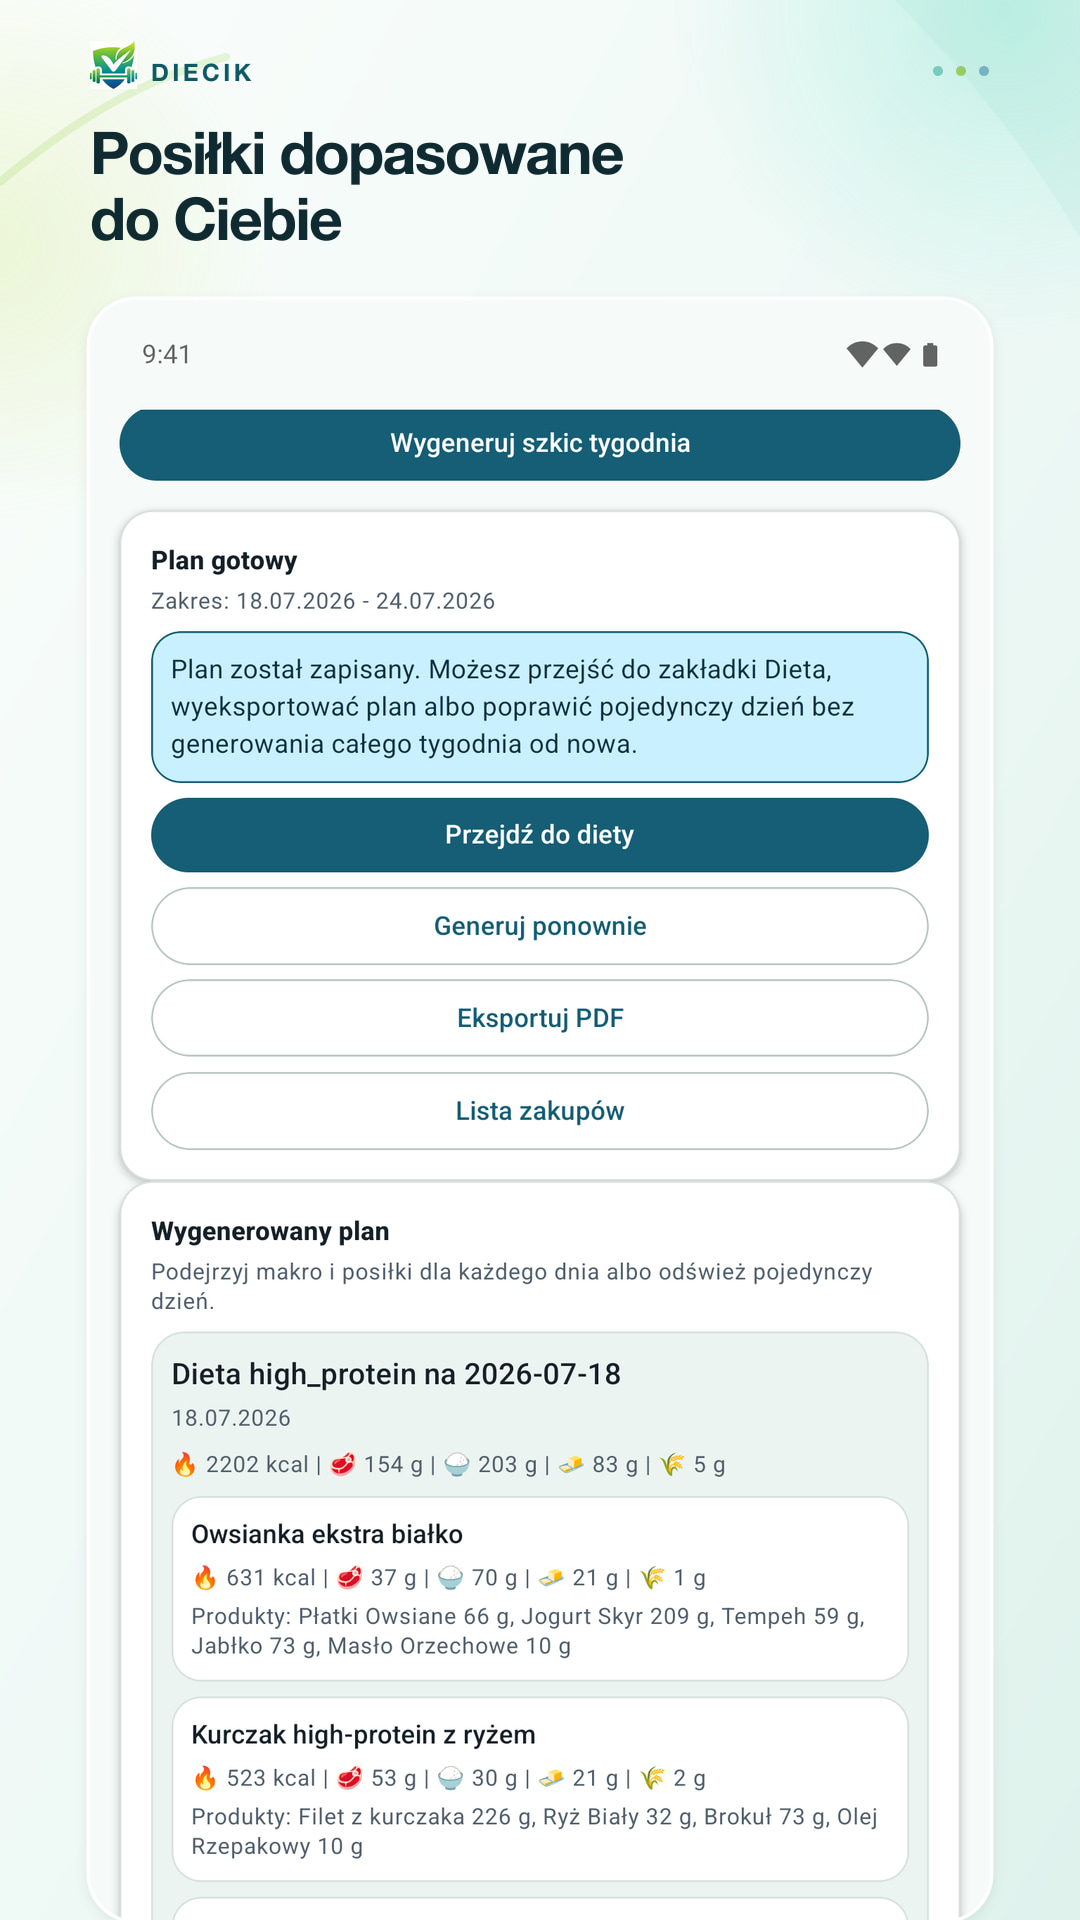 DIECIK
Posiłki dopasowane
do Ciebie
9:41
Wygeneruj szkic tygodnia
Plan gotowy
Zakres: 18.07.2026 - 24.07.2026
Plan został zapisany. Możesz przejść do zakładki Dieta,
wyeksportować plan albo poprawić pojedynczy dzień bez
generowania całego tygodnia od nowa.
Przejdź do diety
Generuj ponownie
Eksportuj PDF
Lista zakupów
Wygenerowany plan
Podejrzyj makro i posiłki dla każdego dnia albo odśwież pojedynczy
dzień.
Dieta high_protein na 2026-07-18
18.07.2026
🔥 2202 kcal | 🥩 154 g | 🍚 203 g | 🧈 83 g | 🌾 5 g
Owsianka ekstra białko
🔥 631 kcal | 🥩 37 g | 🍚 70 g | 🧈 21 g | 🌾 1 g
Produkty: Płatki Owsiane 66 g, Jogurt Skyr 209 g, Tempeh 59 g,
Jabłko 73 g, Masło Orzechowe 10 g
Kurczak high-protein z ryżem
🔥 523 kcal | 🥩 53 g | 🍚 30 g | 🧈 21 g | 🌾 2 g
Produkty: Filet z kurczaka 226 g, Ryż Biały 32 g, Brokuł 73 g, Olej
Rzepakowy 10 g